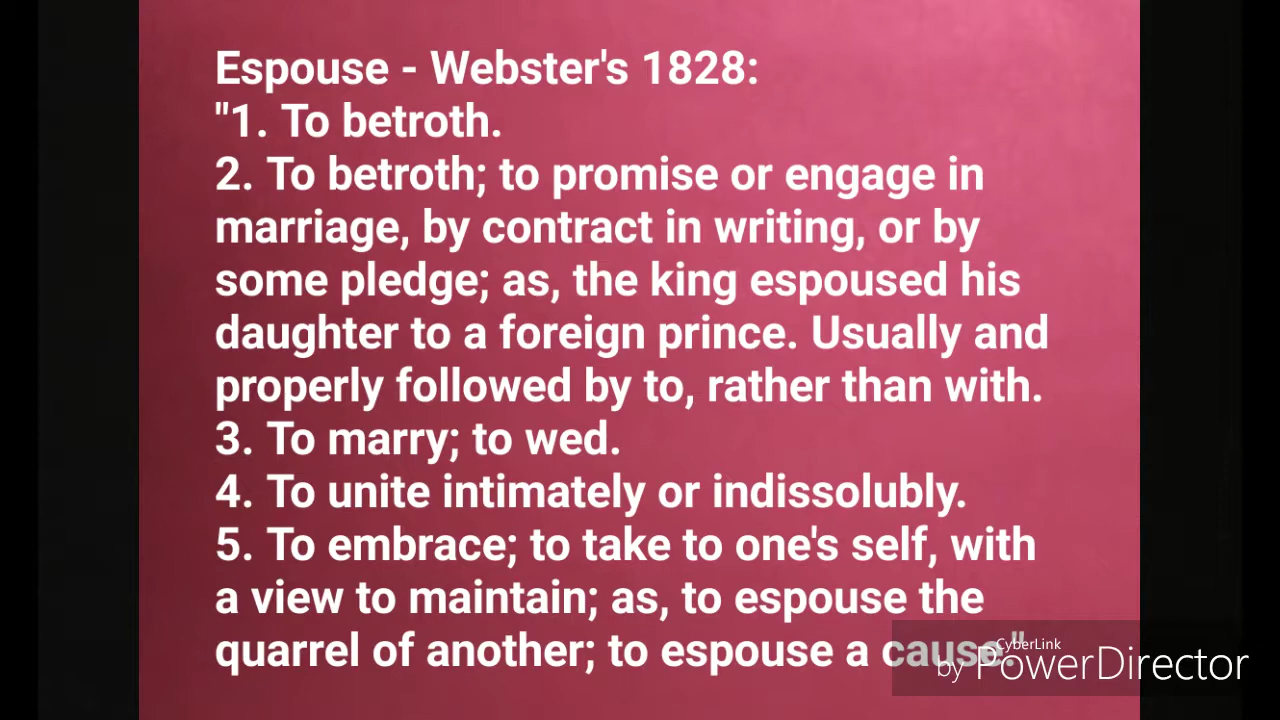 Espouse - Webster's 1828:
"1. To betroth.
2. To betroth; to promise or engage in
marriage, by contract in writing, or by
some pledge; as, the king espoused his
daughter to a foreign prince. Usually and
properly followed by to, rather than with.
3. To marry; to wed.
4. To unite intimately or indissolubly.
5. To embrace; to take to one's self, with
a view to maintain; as, to espouse the
quarrel of another; to espouse a cause."
CyberLink
by PowerDirector